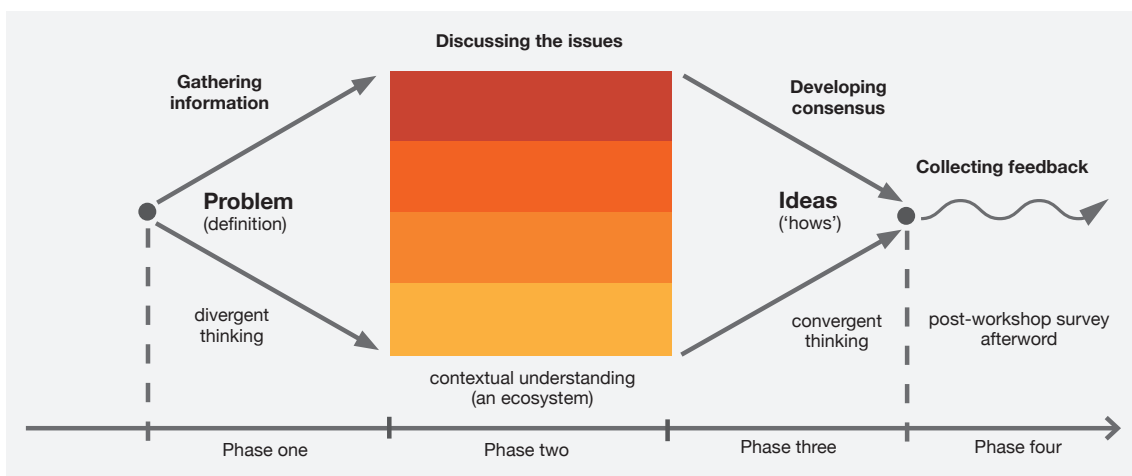 Discussing the issues
Gathering
information
Developing
consensus
Collecting feedback
Problem
(definition)
Ideas
(‘hows’)
divergent
thinking
convergent
thinking
post-workshop survey
afterword
contextual understanding
(an ecosystem)
Phase one
Phase two
Phase three
Phase four